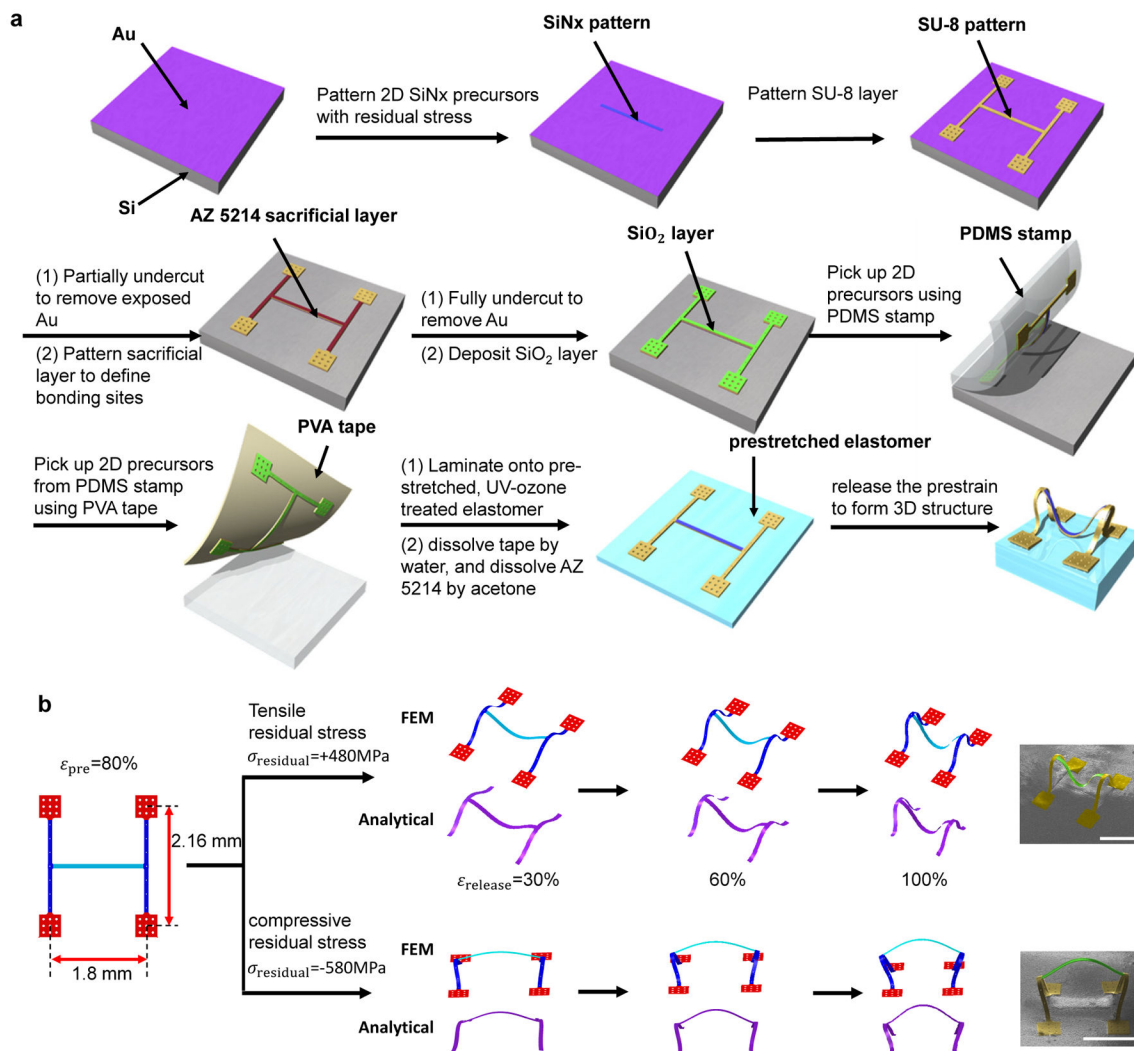 a
Au
Si
Pattern 2D SiNx precursors
with residual stress
SiNx pattern
Pattern SU-8 layer
SU-8 pattern
(1) Partially undercut
to remove exposed
Au
(2) Pattern sacrificial
layer to define
bonding sites
AZ 5214 sacrificial layer
(1) Fully undercut to
remove Au
(2) Deposit SiO₂ layer
SiO₂ layer
Pick up 2D
precursors using
PDMS stamp
PDMS stamp
Pick up 2D precursors
from PDMS stamp
using PVA tape
PVA tape
(1) Laminate onto pre-
stretched, UV-ozone
treated elastomer
(2) dissolve tape by
water, and dissolve AZ
5214 by acetone
prestretched elastomer
release the prestrain
to form 3D structure
b
εpre=80%
2.16 mm
1.8 mm
Tensile
residual stress
σresidual=+480MPa
FEM
Analytical
εrelease=30%
60%
100%
compressive
residual stress
σresidual=-580MPa
FEM
Analytical